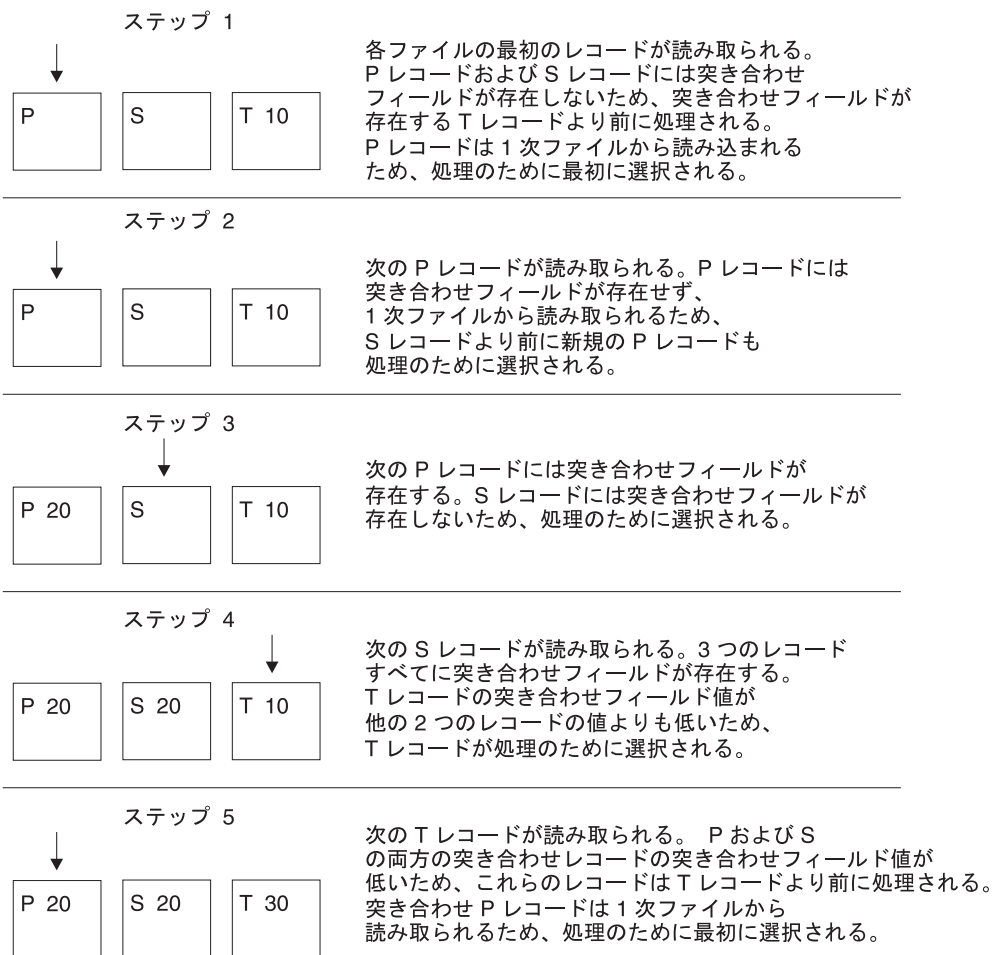 ステップ 1
各ファイルの最初のレコードが読み取られる。
P レコードおよび S レコードには突き合わせ
フィールドが存在しないため、突き合わせフィールドが
存在する T レコードより前に処理される。
P レコードは 1 次ファイルから読み込まれる
ため、処理のために最初に選択される。
P
S
T 10
ステップ 2
次の P レコードが読み取られる。P レコードには
突き合わせフィールドが存在せず、
1 次ファイルから読み取られるため、
S レコードより前に新規の P レコードも
処理のために選択される。
P
S
T 10
ステップ 3
次の P レコードには突き合わせフィールドが
存在する。S レコードには突き合わせフィールドが
存在しないため、処理のために選択される。
P 20
S
T 10
ステップ 4
次の S レコードが読み取られる。3 つのレコード
すべてに突き合わせフィールドが存在する。
T レコードの突き合わせフィールド値が
他の 2 つのレコードの値よりも低いため、
T レコードが処理のために選択される。
P 20
S 20
T 10
ステップ 5
次の T レコードが読み取られる。 P および S
の両方の突き合わせレコードの突き合わせフィールド値が
低いため、これらのレコードは T レコードより前に処理される。
突き合わせ P レコードは 1 次ファイルから
読み取られるため、処理のために最初に選択される。
P 20
S 20
T 30